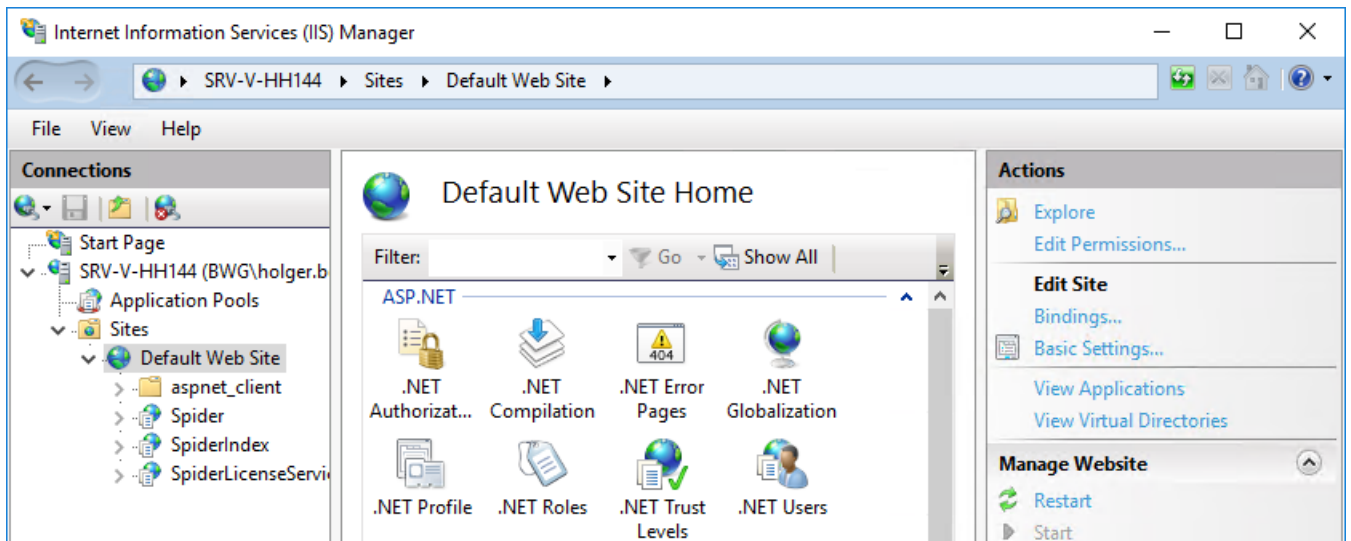 Internet Information Services (IIS) Manager
SRV-V-HH144 Sites Default Web Site
File View Help
Connections
Start Page
SRV-V-HH144 (BWG\holger.b
Application Pools
Sites
Default Web Site
aspnet_client
Spider
SpiderIndex
SpiderLicenseServi
Default Web Site Home
Filter: Go Show All
ASP.NET
.NET Authorizat...
.NET Compilation
404
.NET Error Pages
.NET Globalization
.NET Profile
.NET Roles
.NET Trust Levels
.NET Users
Actions
Explore
Edit Permissions...
Edit Site
Bindings...
Basic Settings...
View Applications
View Virtual Directories
Manage Website
Restart
Start